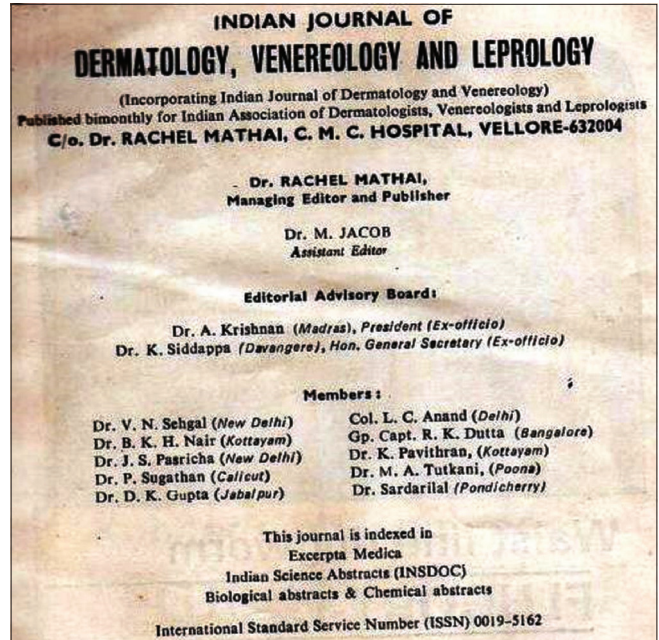 INDIAN JOURNAL OF
DERMATOLOGY, VENEREOLOGY AND LEPROLOGY
(Incorporating Indian Journal of Dermatology and Venereology)
Published bimonthly for Indian Association of Dermatologists, Venereologists and Leprologists
C/o. Dr. RACHEL MATHAI, C. M. C. HOSPITAL, VELLORE-632004
Dr. RACHEL MATHAI,
Managing Editor and Publisher
Dr. M. JACOB
Assistant Editor
Editorial Advisory Board:
Dr. A. Krishnan (Madras), President (Ex-officio)
Dr. K. Siddappa (Davangere), Hon. General Secretary (Ex-officio)
Members :
Dr. V. N. Sehgal (New Delhi)
Dr. B. K. H. Nair (Kottayam)
Dr. J. S. Pasricha (New Delhi)
Dr. P. Sugathan (Calicut)
Dr. D. K. Gupta (Jabalpur)
Col. L. C. Anand (Delhi)
Gp. Capt. R. K. Dutta (Bangalore)
Dr. K. Pavithran, (Kottayam)
Dr. M. A. Tutkani, (Poona)
Dr. Sardarilal (Pondicherry)
This journal is indexed in
Excerpta Medica
Indian Science Abstracts (INSDOC)
Biological abstracts & Chemical abstracts
International Standard Service Number (ISSN) 0019-5162